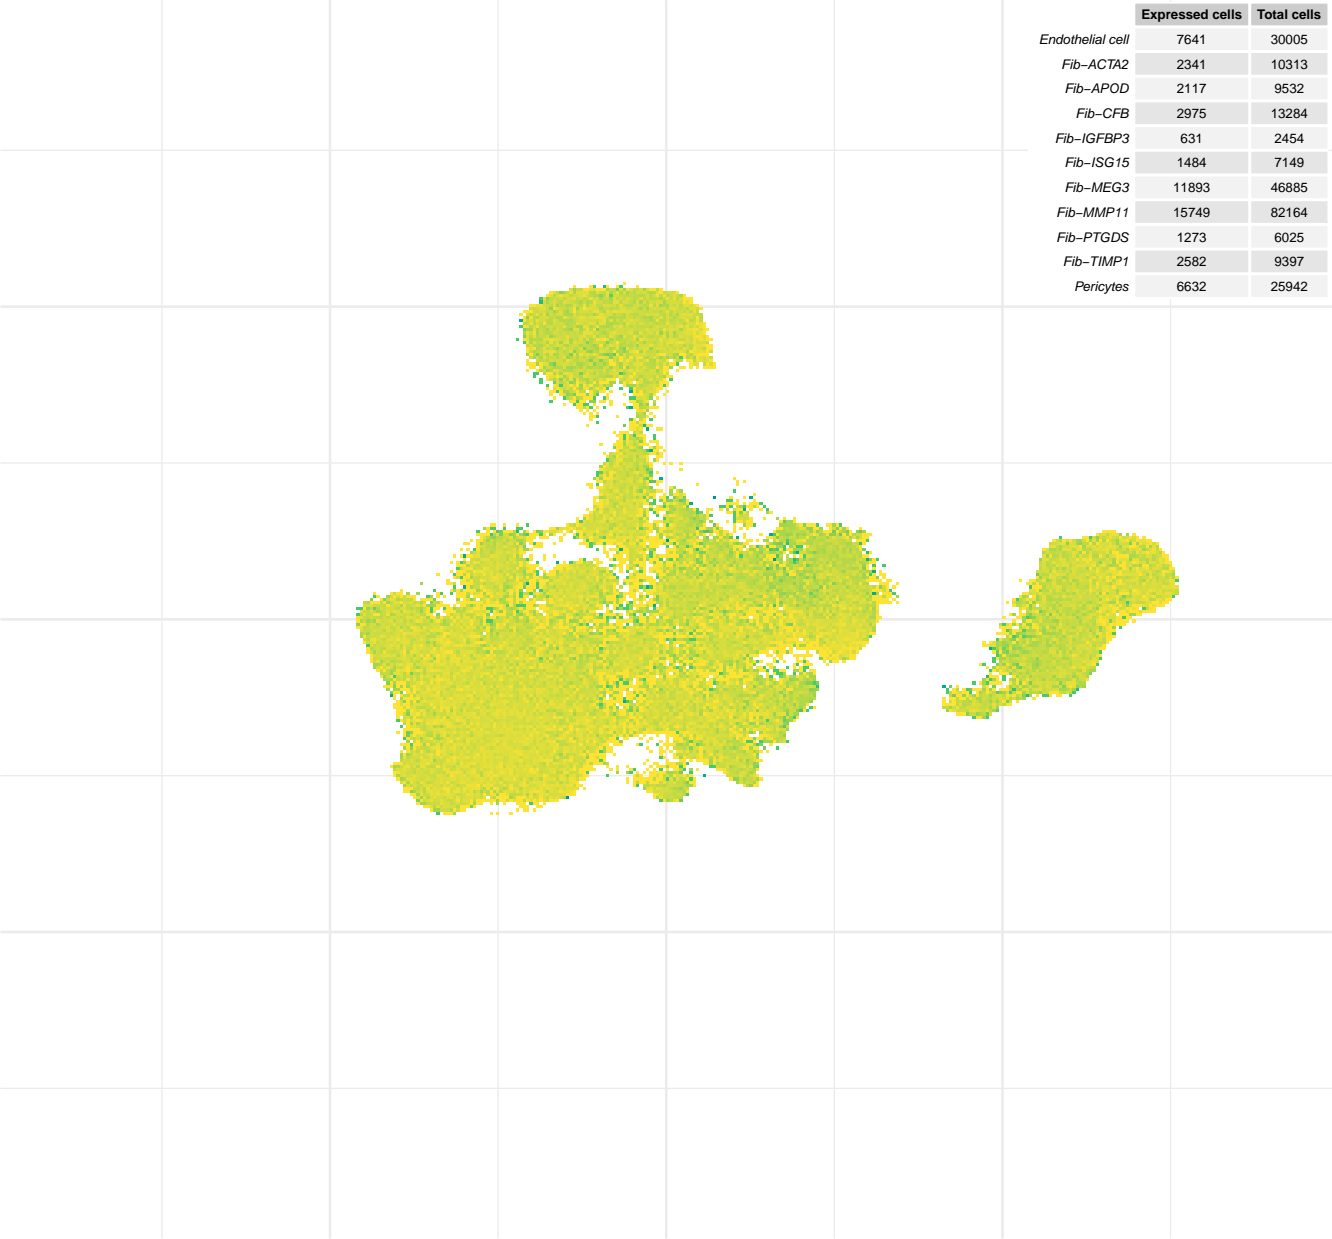 Expressed cells Total cells
Endothelial cell 7641 30005
Fib−ACTA2 2341 10313
Fib−APOD 2117 9532
Fib−CFB 2975 13284
Fib−IGFBP3 631 2454
Fib−ISG15 1484 7149
Fib−MEG3 11893 46885
Fib−MMP11 15749 82164
Fib−PTGDS 1273 6025
Fib−TIMP1 2582 9397
Pericytes 6632 25942